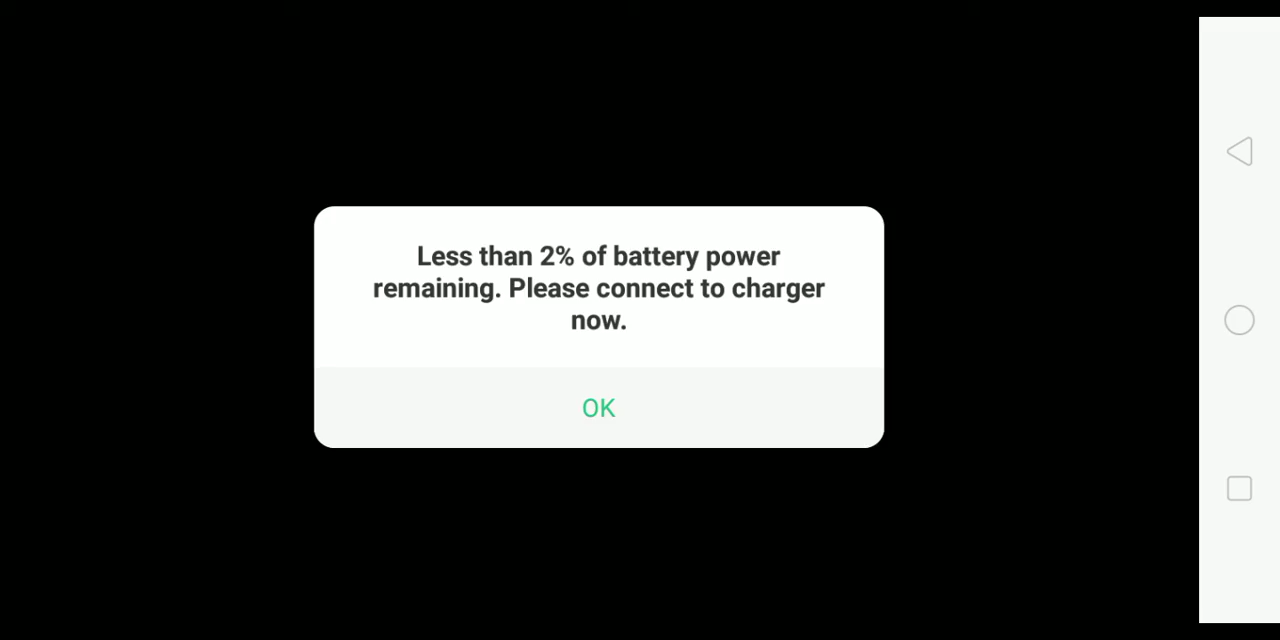 Less than 2% of battery power
remaining. Please connect to charger
now.
OK